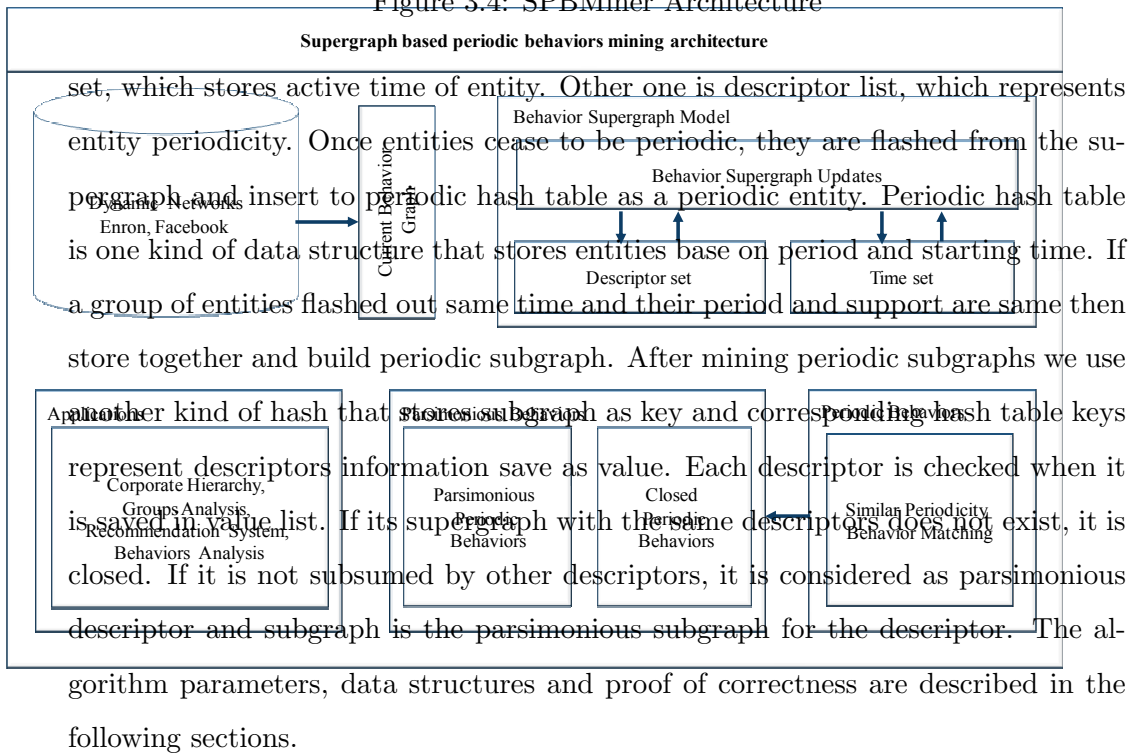 Figure 3.4: SPBMiner Architecture
Supergraph based periodic behaviors mining architecture
set, which stores active time of entity. Other one is descriptor list, which represents
entity periodicity. Once entities cease to be periodic, they are flashed from the su-
pergraph and insert to periodic hash table as a periodic entity. Periodic hash table
is one kind of data structure that stores entities base on period and starting time. If
a group of entities flashed out same time and their period and support are same then
store together and build periodic subgraph. After mining periodic subgraphs we use
another kind of hash that stores subgraph as key and corresponding hash table keys
represent descriptors information save as value. Each descriptor is checked when it
is saved in value list. If its supergraph with the same descriptors does not exist, it is
closed. If it is not subsumed by other descriptors, it is considered as parsimonious
descriptor and subgraph is the parsimonious subgraph for the descriptor. The al-
gorithm parameters, data structures and proof of correctness are described in the
following sections.
Dynamic Networks
Enron, Facebook
Current Behavior
Graph
Behavior Supergraph Model
Behavior Supergraph Updates
Descriptor set
Time set
Applications
Corporate Hierarchy,
Groups Analysis,
Recommendation System,
Behaviors Analysis
Parsimonious Behaviors
Parsimonious
Periodic
Behaviors
Closed
Periodic
Behaviors
Periodic Behaviors
Similar Periodicity
Behavior Matching